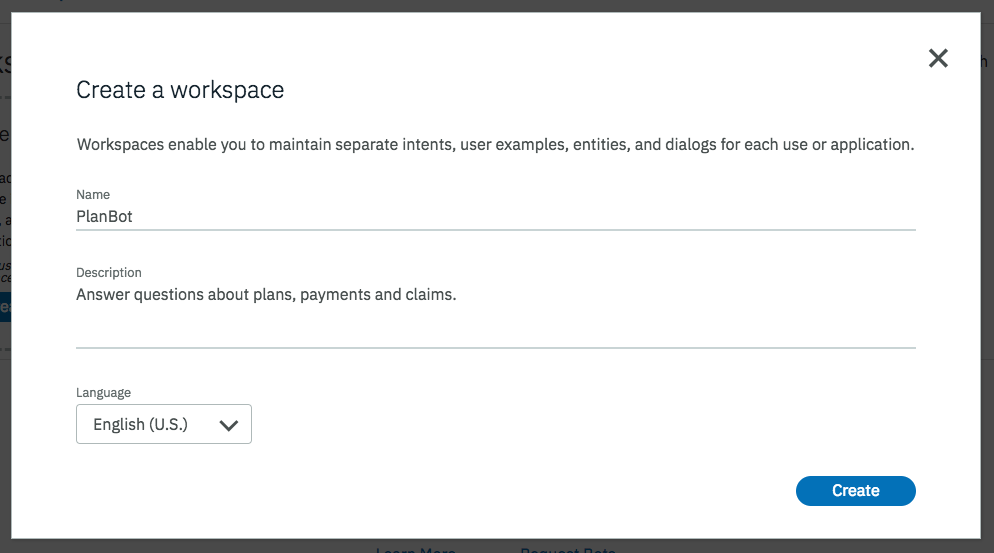 Create a workspace
Workspaces enable you to maintain separate intents, user examples, entities, and dialogs for each use or application.
Name
PlanBot
Description
Answer questions about plans, payments and claims.
Language
English (U.S.)
Create